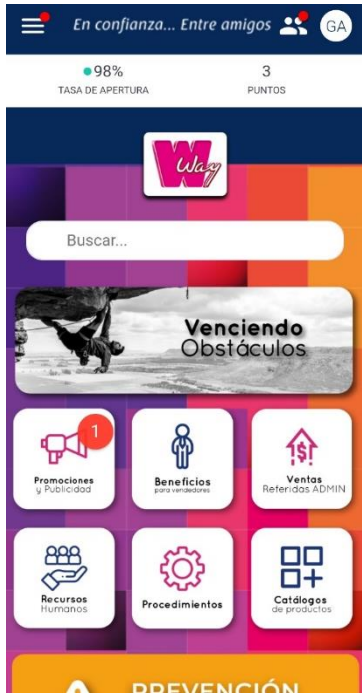 En confianza... Entre amigos
GA
98%
3
TASA DE APERTURA
PUNTOS
Way
Buscar...
Venciendo
Obstáculos
1
Promociones
y Publicidad
Beneficios
para vendedores
Ventas
Referidas ADMIN
Recursos
Humanos
Procedimientos
Catálogos
de productos
PREVENCIÓN